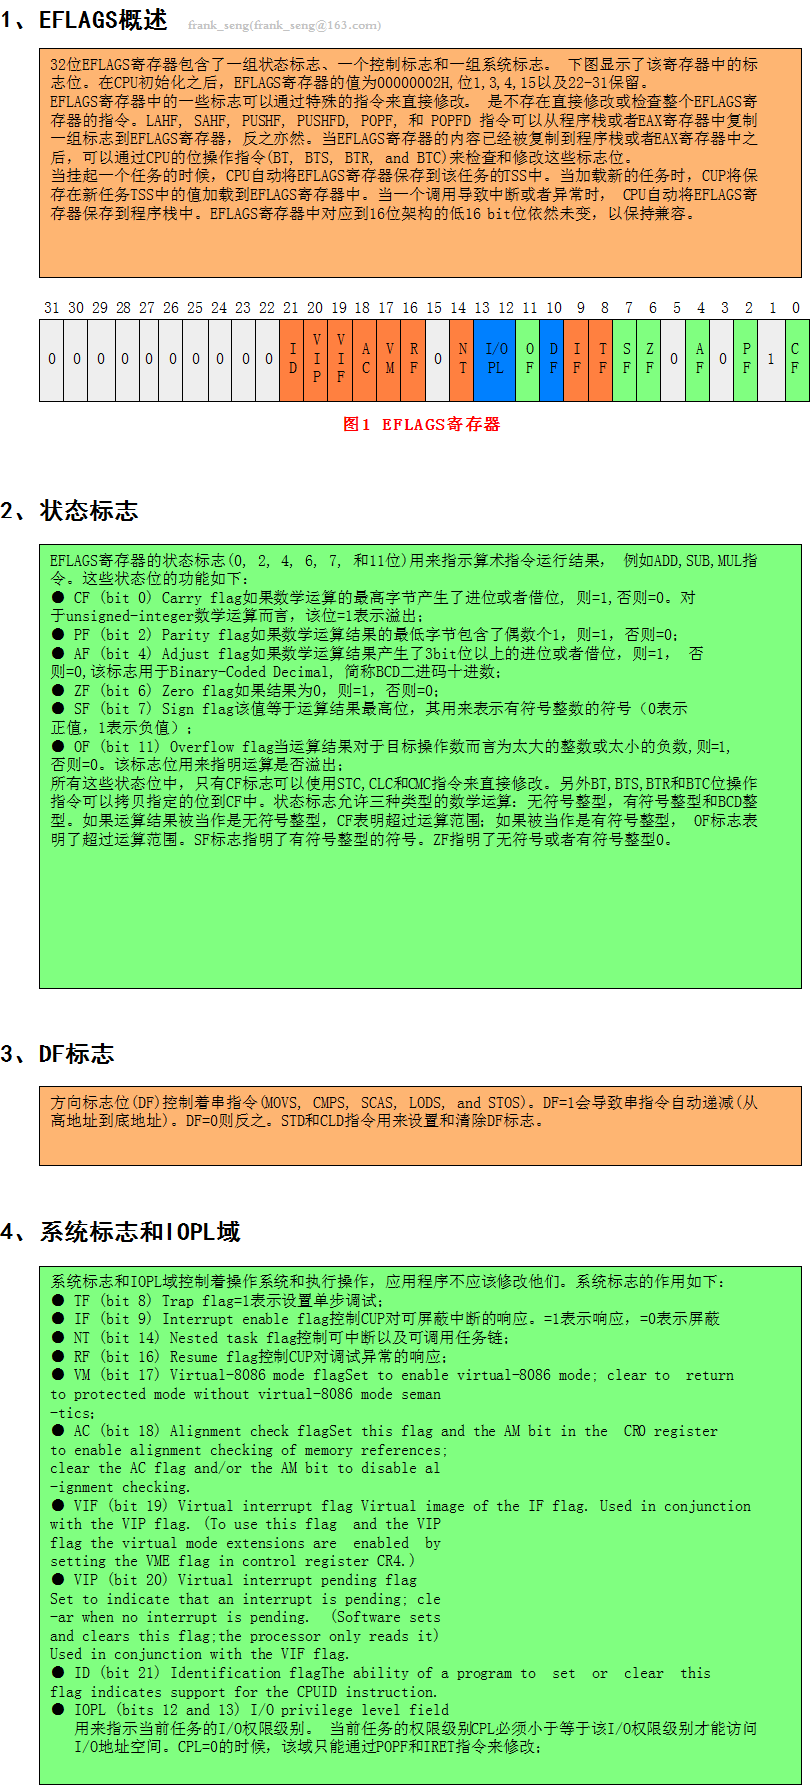 1、EFLAGS概述 frank_seng(frank_seng@163.com)
32位EFLAGS寄存器包含了一组状态标志、一个控制标志和一组系统标志。 下图显示了该寄存器中的标
志位。在CPU初始化之后，EFLAGS寄存器的值为00000002H,位1,3,4,15以及22-31保留。
EFLAGS寄存器中的一些标志可以通过特殊的指令来直接修改。 是不存在直接修改或检查整个EFLAGS寄
存器的指令。LAHF, SAHF, PUSHF, PUSHFD, POPF, 和 POPFD 指令可以从程序栈或者EAX寄存器中复制
一组标志到EFLAGS寄存器，反之亦然。当EFLAGS寄存器的内容已经被复制到程序栈或者EAX寄存器中之
后，可以通过CPU的位操作指令(BT, BTS, BTR, and BTC)来检查和修改这些标志位。
当挂起一个任务的时候，CPU自动将EFLAGS寄存器保存到该任务的TSS中。当加载新的任务时，CUP将保
存在新任务TSS中的值加载到EFLAGS寄存器中。当一个调用导致中断或者异常时， CPU自动将EFLAGS寄
存器保存到程序栈中。EFLAGS寄存器中对应到16位架构的低16 bit位依然未变，以保持兼容。
31 30 29 28 27 26 25 24 23 22 21 20 19 18 17 16 15 14 13 12 11 10 9 8 7 6 5 4 3 2 1 0
0 0 0 0 0 0 0 0 0 0 ID VIP VIF AC VM RF 0 NT I/OPL OF DF IF TF SF ZF 0 AF 0 PF 1 CF
图1 EFLAGS寄存器
2、状态标志
EFLAGS寄存器的状态标志(0, 2, 4, 6, 7, 和11位)用来指示算术指令运行结果， 例如ADD,SUB,MUL指
令。这些状态位的功能如下：
● CF (bit 0) Carry flag如果数学运算的最高字节产生了进位或者借位, 则=1,否则=0。对
于unsigned-integer数学运算而言，该位=1表示溢出；
● PF (bit 2) Parity flag如果数学运算结果的最低字节包含了偶数个1，则=1，否则=0；
● AF (bit 4) Adjust flag如果数学运算结果产生了3bit位以上的进位或者借位，则=1， 否
则=0,该标志用于Binary-Coded Decimal, 简称BCD二进码十进数；
● ZF (bit 6) Zero flag如果结果为0，则=1，否则=0；
● SF (bit 7) Sign flag该值等于运算结果最高位，其用来表示有符号整数的符号（0表示
正值，1表示负值）；
● OF (bit 11) Overflow flag当运算结果对于目标操作数而言为太大的整数或太小的负数,则=1,
否则=0。该标志位用来指明运算是否溢出；
所有这些状态位中，只有CF标志可以使用STC,CLC和CMC指令来直接修改。另外BT,BTS,BTR和BTC位操作
指令可以拷贝指定的位到CF中。状态标志允许三种类型的数学运算：无符号整型，有符号整型和BCD整
型。如果运算结果被当作是无符号整型，CF表明超过运算范围；如果被当作是有符号整型， OF标志表
明了超过运算范围。SF标志指明了有符号整型的符号。ZF指明了无符号或者有符号整型0。
3、DF标志
方向标志位(DF)控制着串指令(MOVS, CMPS, SCAS, LODS, and STOS)。DF=1会导致串指令自动递减(从
高地址到底地址)。DF=0则反之。STD和CLD指令用来设置和清除DF标志。
4、系统标志和IOPL域
系统标志和IOPL域控制着操作系统和执行操作，应用程序不应该修改他们。系统标志的作用如下：
● TF (bit 8) Trap flag=1表示设置单步调试；
● IF (bit 9) Interrupt enable flag控制CUP对可屏蔽中断的响应。=1表示响应，=0表示屏蔽
● NT (bit 14) Nested task flag控制可中断以及可调用任务链；
● RF (bit 16) Resume flag控制CUP对调试异常的响应；
● VM (bit 17) Virtual-8086 mode flagSet to enable virtual-8086 mode; clear to return
to protected mode without virtual-8086 mode seman
-tics;
● AC (bit 18) Alignment check flagSet this flag and the AM bit in the CR0 register
to enable alignment checking of memory references;
clear the AC flag and/or the AM bit to disable al
-ignment checking.
● VIF (bit 19) Virtual interrupt flag Virtual image of the IF flag. Used in conjunction
with the VIP flag. (To use this flag and the VIP
flag the virtual mode extensions are enabled by
setting the VME flag in control register CR4.)
● VIP (bit 20) Virtual interrupt pending flag
Set to indicate that an interrupt is pending; cle
-ar when no interrupt is pending. (Software sets
and clears this flag;the processor only reads it)
Used in conjunction with the VIF flag.
● ID (bit 21) Identification flagThe ability of a program to set or clear this
flag indicates support for the CPUID instruction.
● IOPL (bits 12 and 13) I/O privilege level field
用来指示当前任务的I/O权限级别。 当前任务的权限级别CPL必须小于等于该I/O权限级别才能访问
I/O地址空间。CPL=0的时候，该域只能通过POPF和IRET指令来修改；